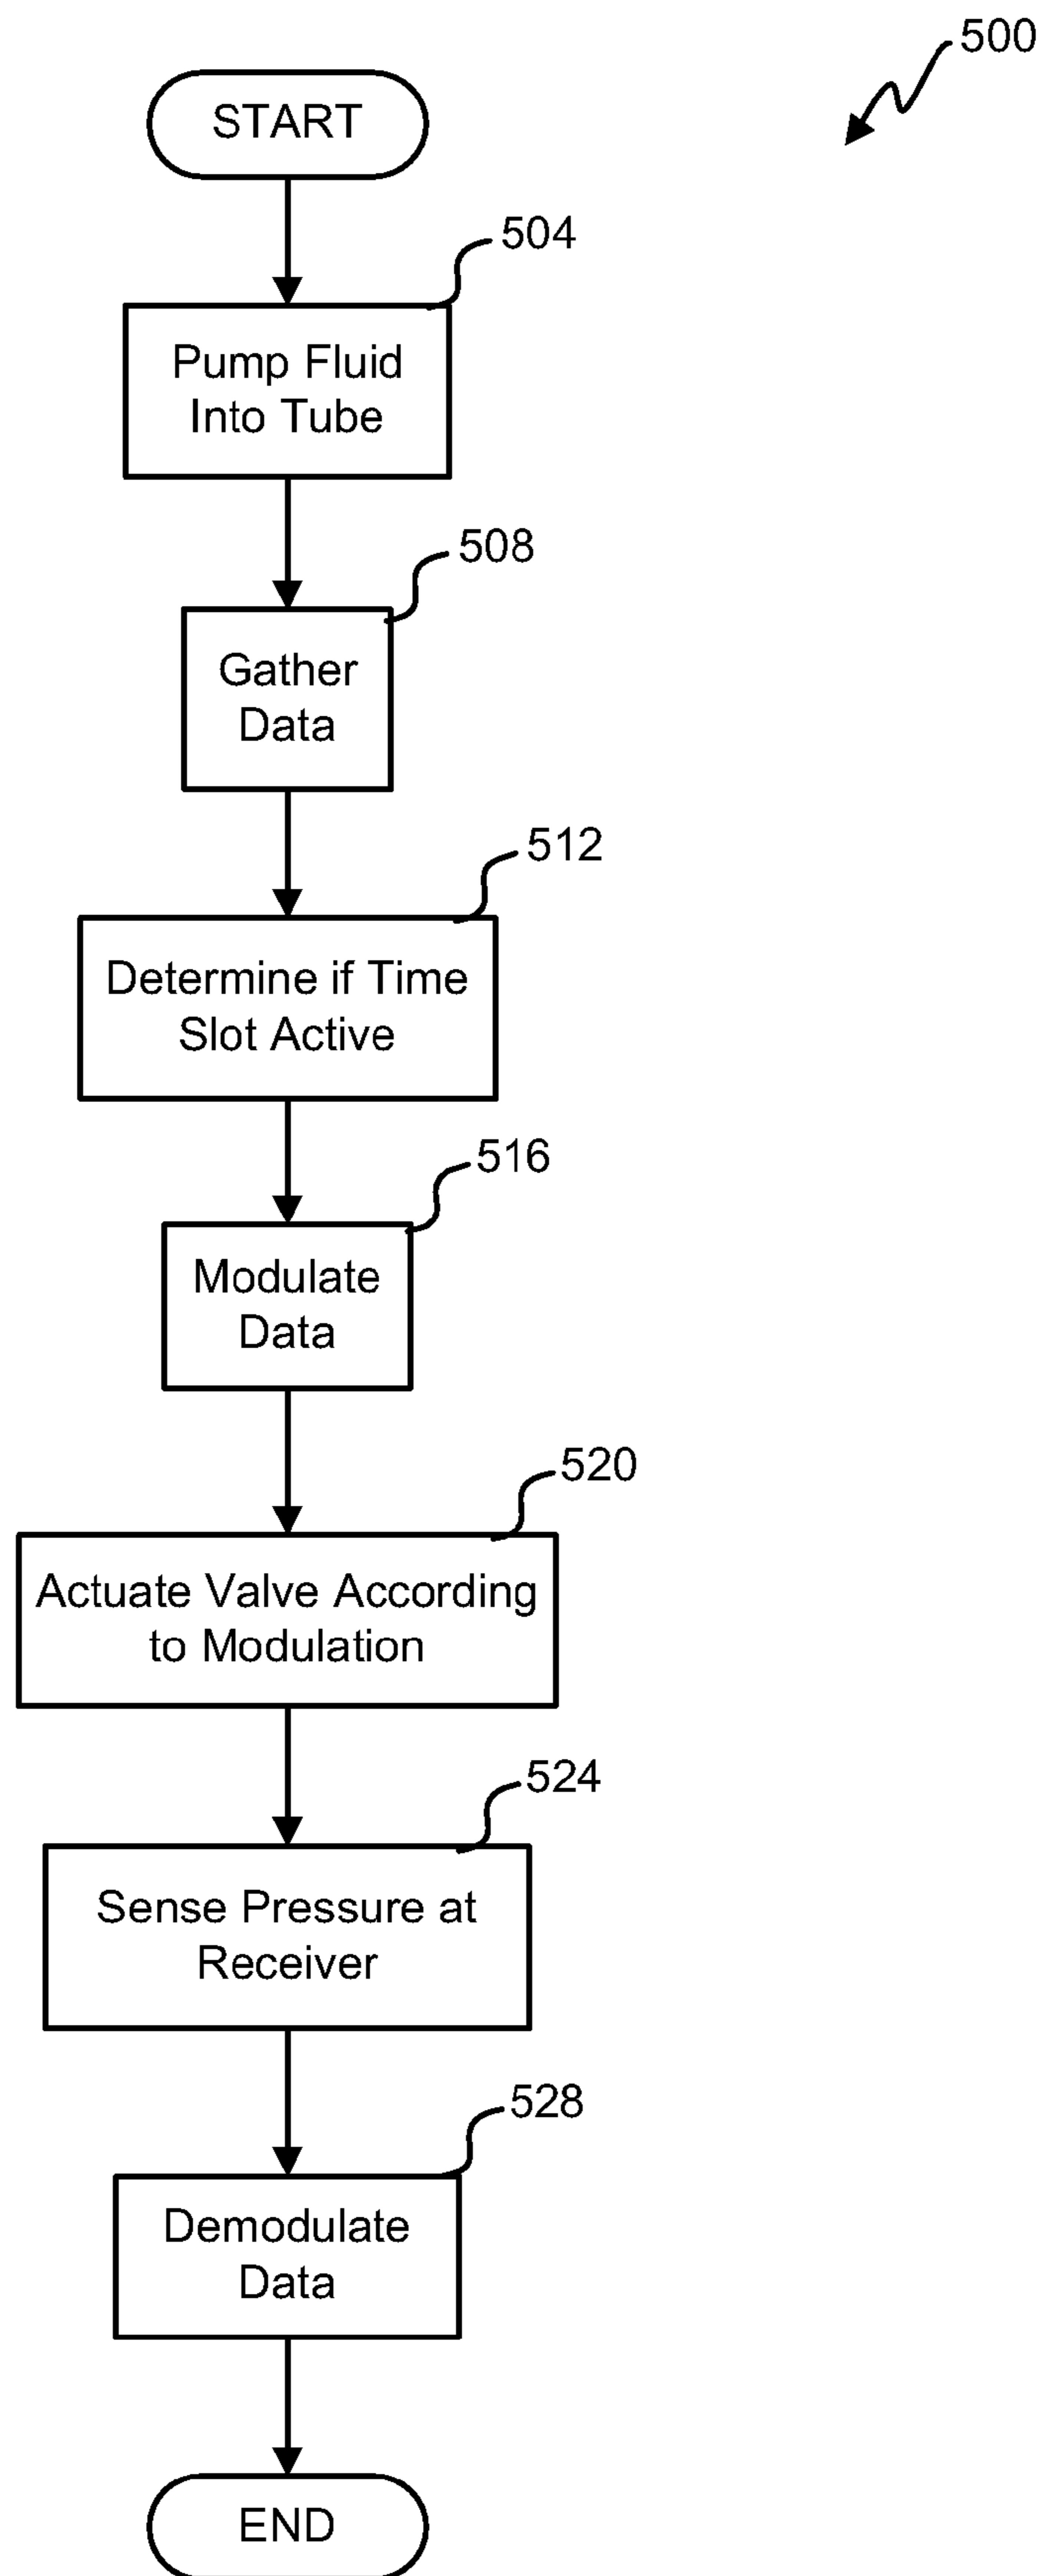 500
START
504
Pump Fluid
Into Tube
508
Gather
Data
512
Determine if Time
Slot Active
516
Modulate
Data
520
Actuate Valve According
to Modulation
524
Sense Pressure at
Receiver
528
Demodulate
Data
END